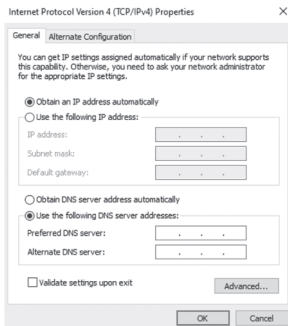 Internet Protocol Version 4 (TCP/IPv4) Properties
General
Alternate Configuration
You can get IP settings assigned automatically if your network supports
this capability. Otherwise, you need to ask your network administrator
for the appropriate IP settings.
Obtain an IP address automatically
Use the following IP address:
IP address:
Subnet mask:
Default gateway:
Obtain DNS server address automatically
Use the following DNS server addresses:
Preferred DNS server:
Alternate DNS server:
Validate settings upon exit
Advanced...
OK
Cancel